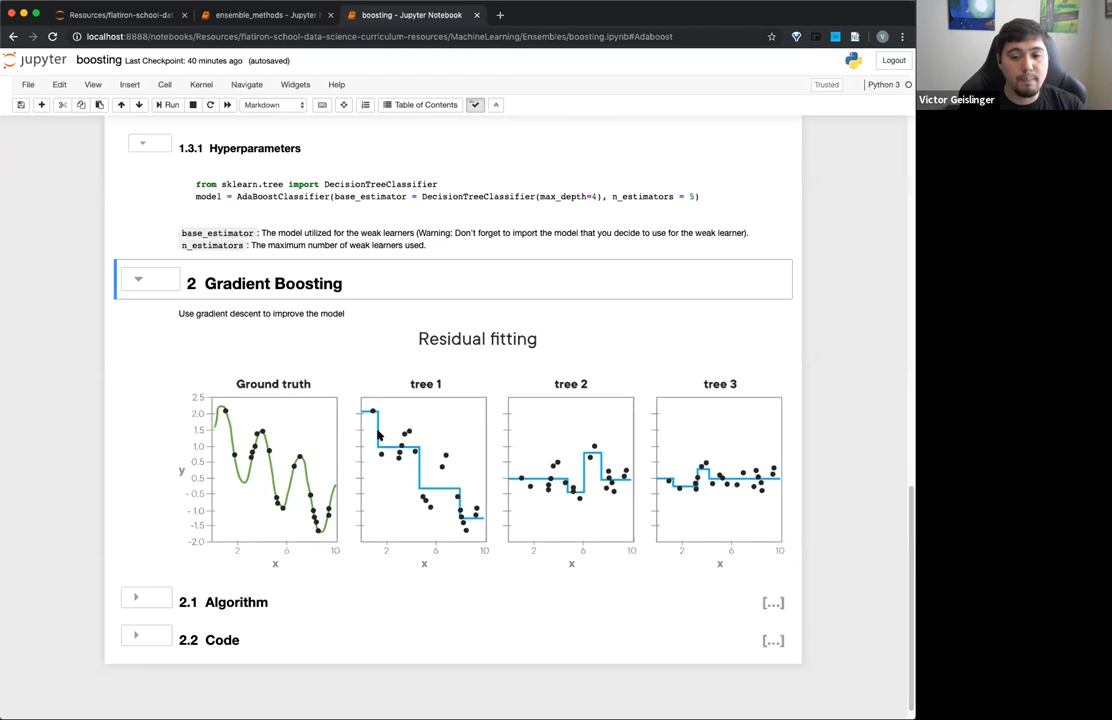 Resources/flatiron-school-dat
ensemble_methods - Jupyter N
boosting - Jupyter Notebook
localhost:8888/notebooks/Resources/flatiron-school-data-science-curriculum-resources/MachineLearning/Ensembles/boosting.ipynb#Adaboost
V
jupyter boosting Last Checkpoint: 40 minutes ago (autosaved)
Logout
File Edit View Insert Cell Kernel Navigate Widgets Help
Trusted Python 3
Run Markdown Table of Contents
Victor Geislinger
1.3.1 Hyperparameters
from sklearn.tree import DecisionTreeClassifier
model = AdaBoostClassifier(base_estimator = DecisionTreeClassifier(max_depth=4), n_estimators = 5)
base_estimator : The model utilized for the weak learners (Warning: Don't forget to import the model that you decide to use for the weak learner).
n_estimators : The maximum number of weak learners used.
2 Gradient Boosting
Use gradient descent to improve the model
Residual fitting
Ground truth tree 1 tree 2 tree 3
2.5
2.0
1.5
1.0
0.5
0.5
- 0.5
- 1.0
-1.5
-2.0
y
2 6 10 2 6 10 2 6 10 2 6 10
x x x x
2.1 Algorithm [...]
2.2 Code [...]